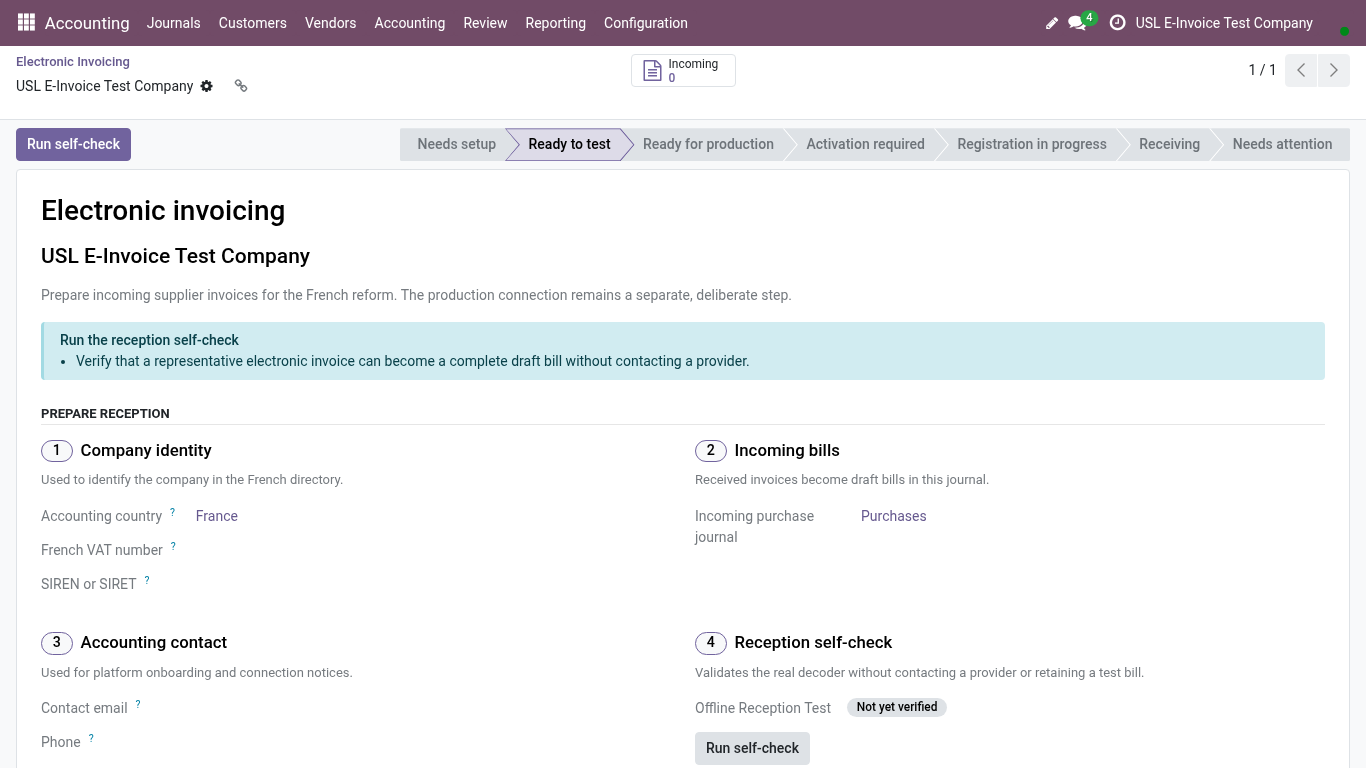 Accounting Journals Customers Vendors Accounting Review Reporting Configuration 4 USL E-Invoice Test Company
Electronic Invoicing
USL E-Invoice Test Company
Incoming
0
1 / 1
Run self-check
Needs setup Ready to test Ready for production Activation required Registration in progress Receiving Needs attention
Electronic invoicing
USL E-Invoice Test Company
Prepare incoming supplier invoices for the French reform. The production connection remains a separate, deliberate step.
Run the reception self-check
• Verify that a representative electronic invoice can become a complete draft bill without contacting a provider.
PREPARE RECEPTION
1 Company identity
Used to identify the company in the French directory.
Accounting country ? France
French VAT number ?
SIREN or SIRET ?
2 Incoming bills
Received invoices become draft bills in this journal.
Incoming purchase journal Purchases
3 Accounting contact
Used for platform onboarding and connection notices.
Contact email ?
Phone ?
4 Reception self-check
Validates the real decoder without contacting a provider or retaining a test bill.
Offline Reception Test Not yet verified
Run self-check